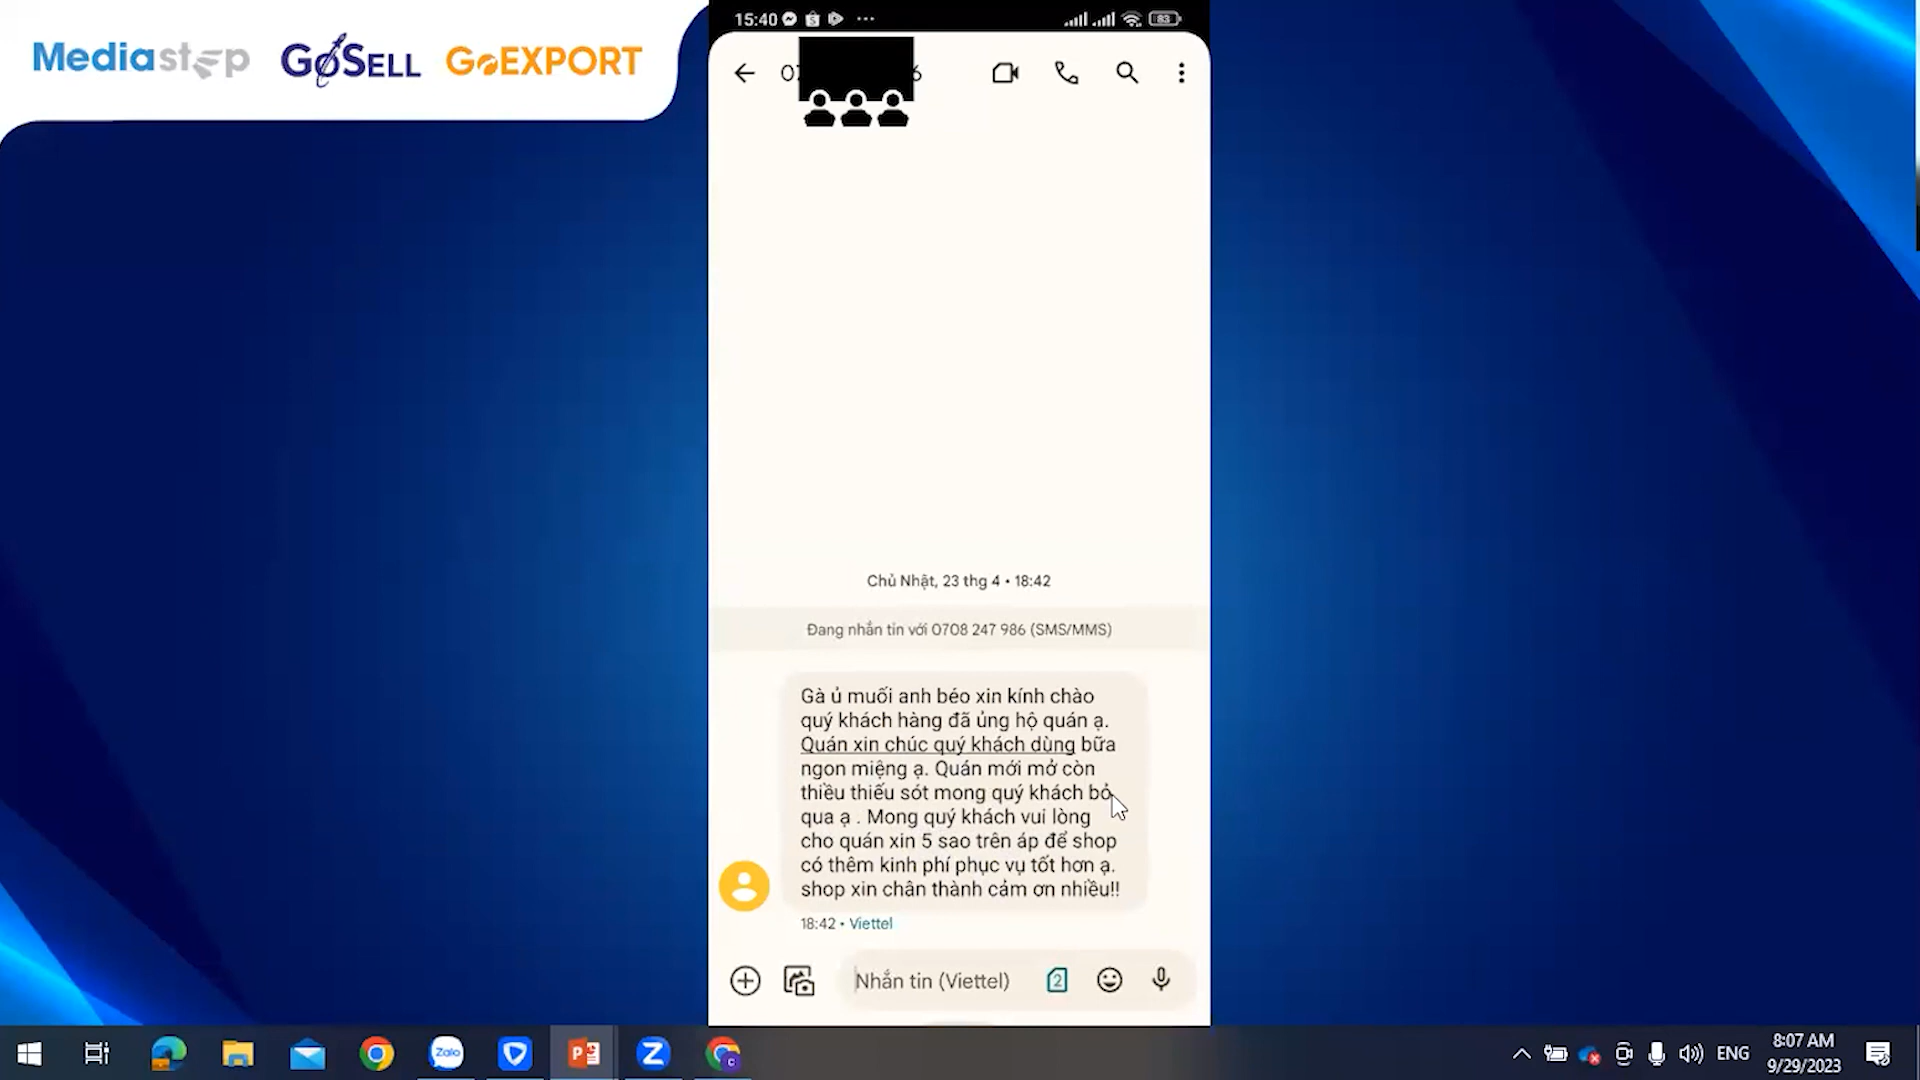 Mediastep GoSELL GoEXPORT
15:40
83
07 6
Chủ Nhật, 23 thg 4 • 18:42
Đang nhắn tin với 0708 247 986 (SMS/MMS)
Gà ủ muối anh béo xin kính chào
quý khách hàng đã ủng hộ quán ạ.
Quán xin chúc quý khách dùng bữa
ngon miệng ạ. Quán mới mở còn
thiều thiếu sót mong quý khách bỏ
qua ạ . Mong quý khách vui lòng
cho quán xin 5 sao trên áp để shop
có thêm kinh phí phục vụ tốt hơn ạ.
shop xin chân thành cảm ơn nhiều!!
18:42 • Viettel
Nhắn tin (Viettel)
2
Zalo
ENG
8:07 AM
9/29/2023